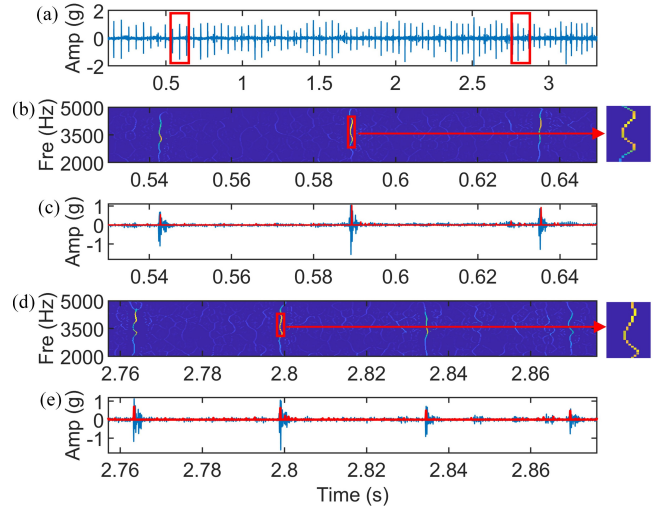 (a)
Amp (g)
2
0
-2
0.5 1 1.5 2 2.5 3
(b)
Fre (Hz)
5000
3500
2000
0.54 0.56 0.58 0.6 0.62 0.64
(c)
Amp (g)
1
0
-1
0.54 0.56 0.58 0.6 0.62 0.64
(d)
Fre (Hz)
5000
3500
2000
2.76 2.78 2.8 2.82 2.84 2.86
(e)
Amp (g)
1
0
-1
2.76 2.78 2.8 2.82 2.84 2.86
Time (s)